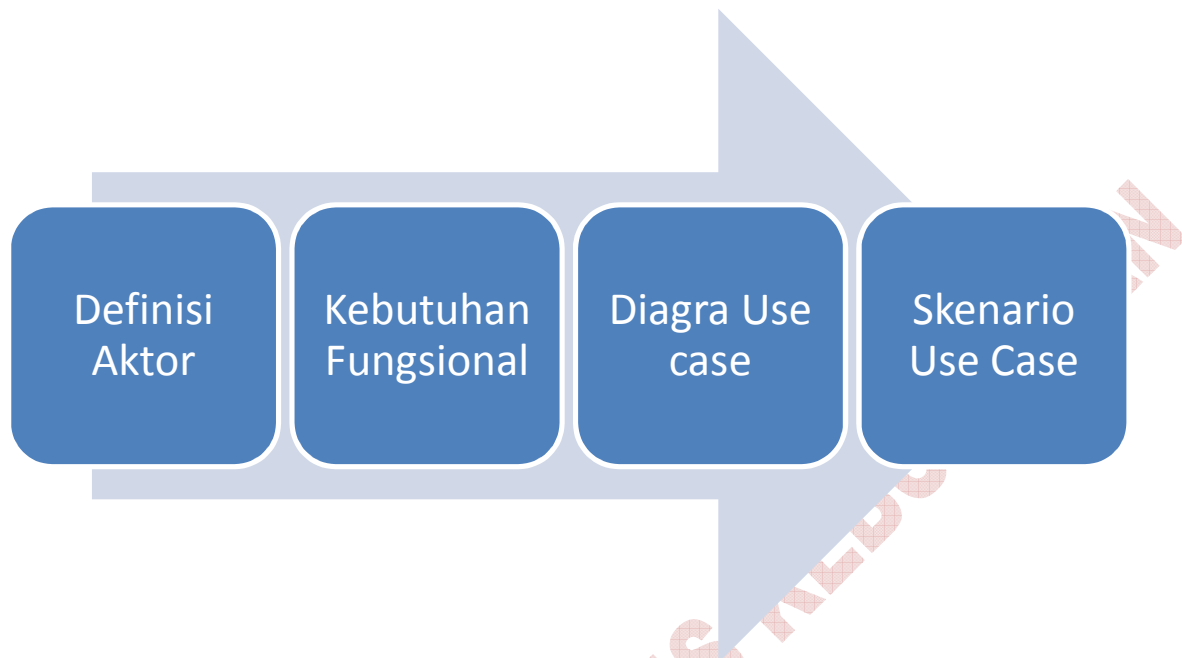 Definisi
Aktor
Kebutuhan
Fungsional
Diagra Use
case
Skenario
Use Case